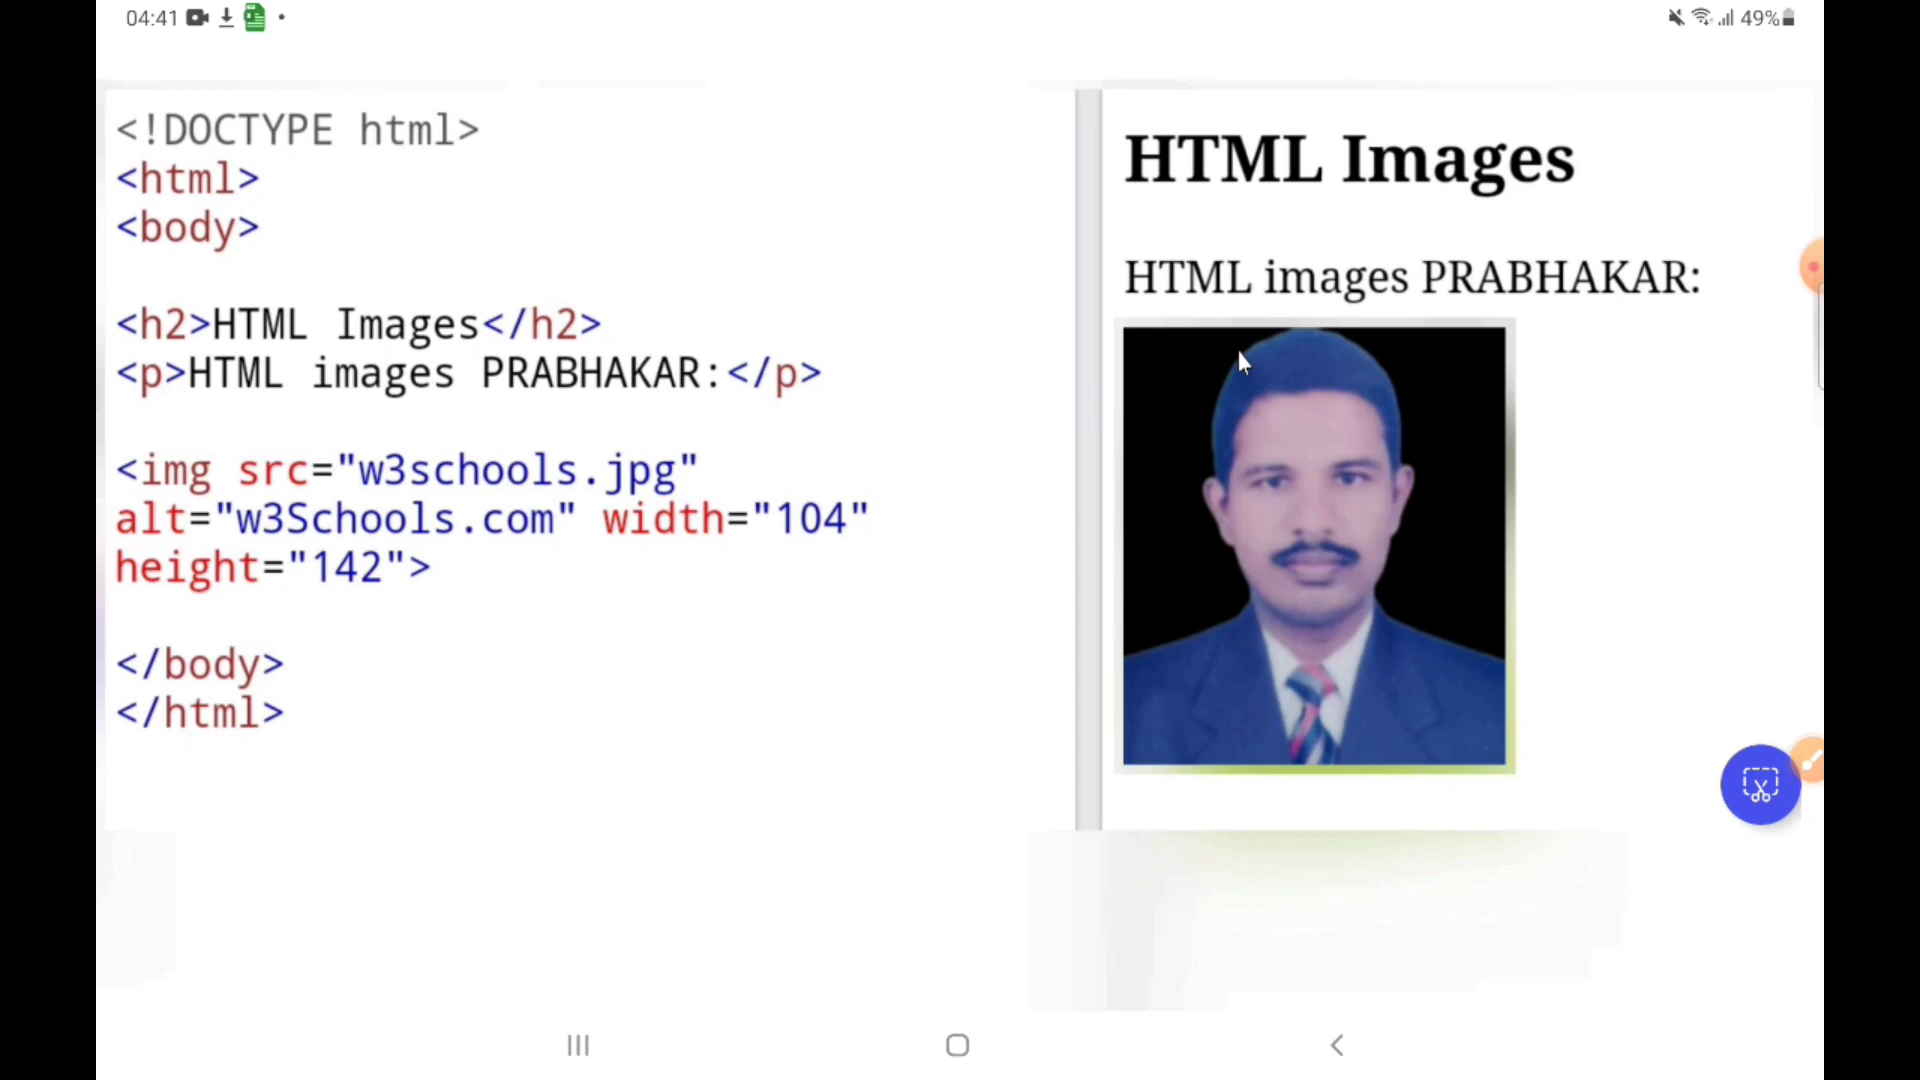 04:41
49%
<!DOCTYPE html>
<html>
<body>
<h2>HTML Images</h2>
<p>HTML images PRABHAKAR:</p>
<img src="w3schools.jpg"
alt="w3Schools.com" width="104"
height="142">
</body>
</html>
HTML Images
HTML images PRABHAKAR: